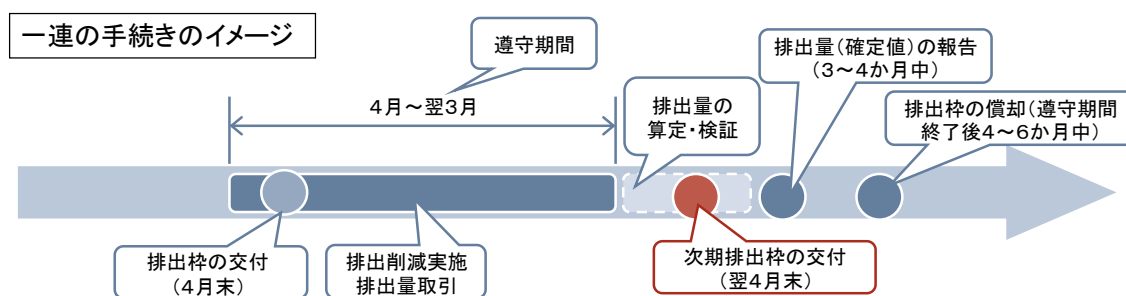 一連の手続きのイメージ
遵守期間
4月～翌3月
排出量の
算定・検証
排出量(確定値)の報告
(3～4か月中)
排出枠の償却(遵守期間
終了後4～6か月中)
排出枠の交付
(4月末)
排出削減実施
排出量取引
次期排出枠の交付
(翌4月末)